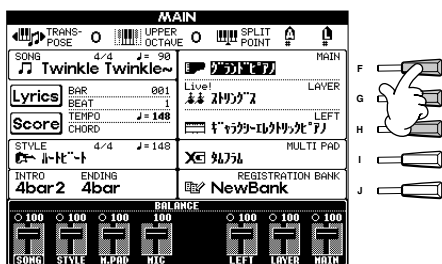 MAIN
TRANS-POSE 0 UPPER OCTAVE 0 SPLIT POINT A# L#
SONG 4/4 ♩= 90
Twinkle Twinkle~
MAIN
グランドピアノ
F
Lyrics BAR 001
BEAT 1
Live! LAYER
ストリングス
G
Score TEMPO ♩=148
CHORD
LEFT
ギャラクシーエレクトリックピアノ
H
STYLE 4/4 ♩=148
ハートビート
MULTI PAD
タムフラム
I
INTRO ENDING
4bar2 4bar
REGISTRATION BANK
NewBank
J
BALANCE
100 100 100 100 100 100 100
SONG STYLE M.PAD MIC LEFT LAYER MAIN